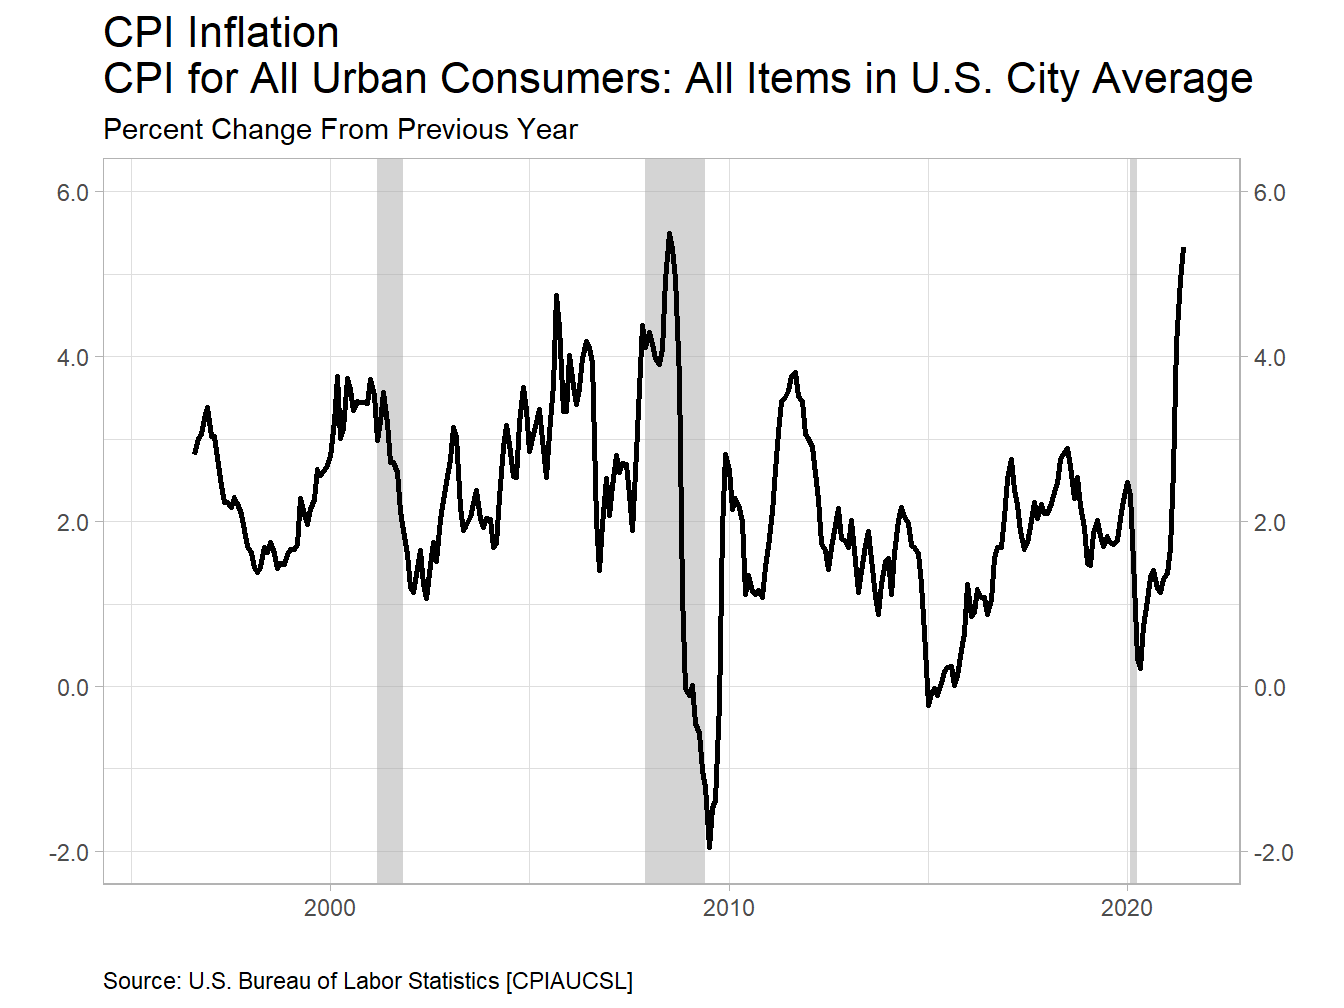 CPI Inflation
CPI for All Urban Consumers: All Items in U.S. City Average
Percent Change From Previous Year
6.0 6.0
4.0 4.0
2.0 2.0
0.0 0.0
-2.0 -2.0
2000 2010 2020
Source: U.S. Bureau of Labor Statistics [CPIAUCSL]